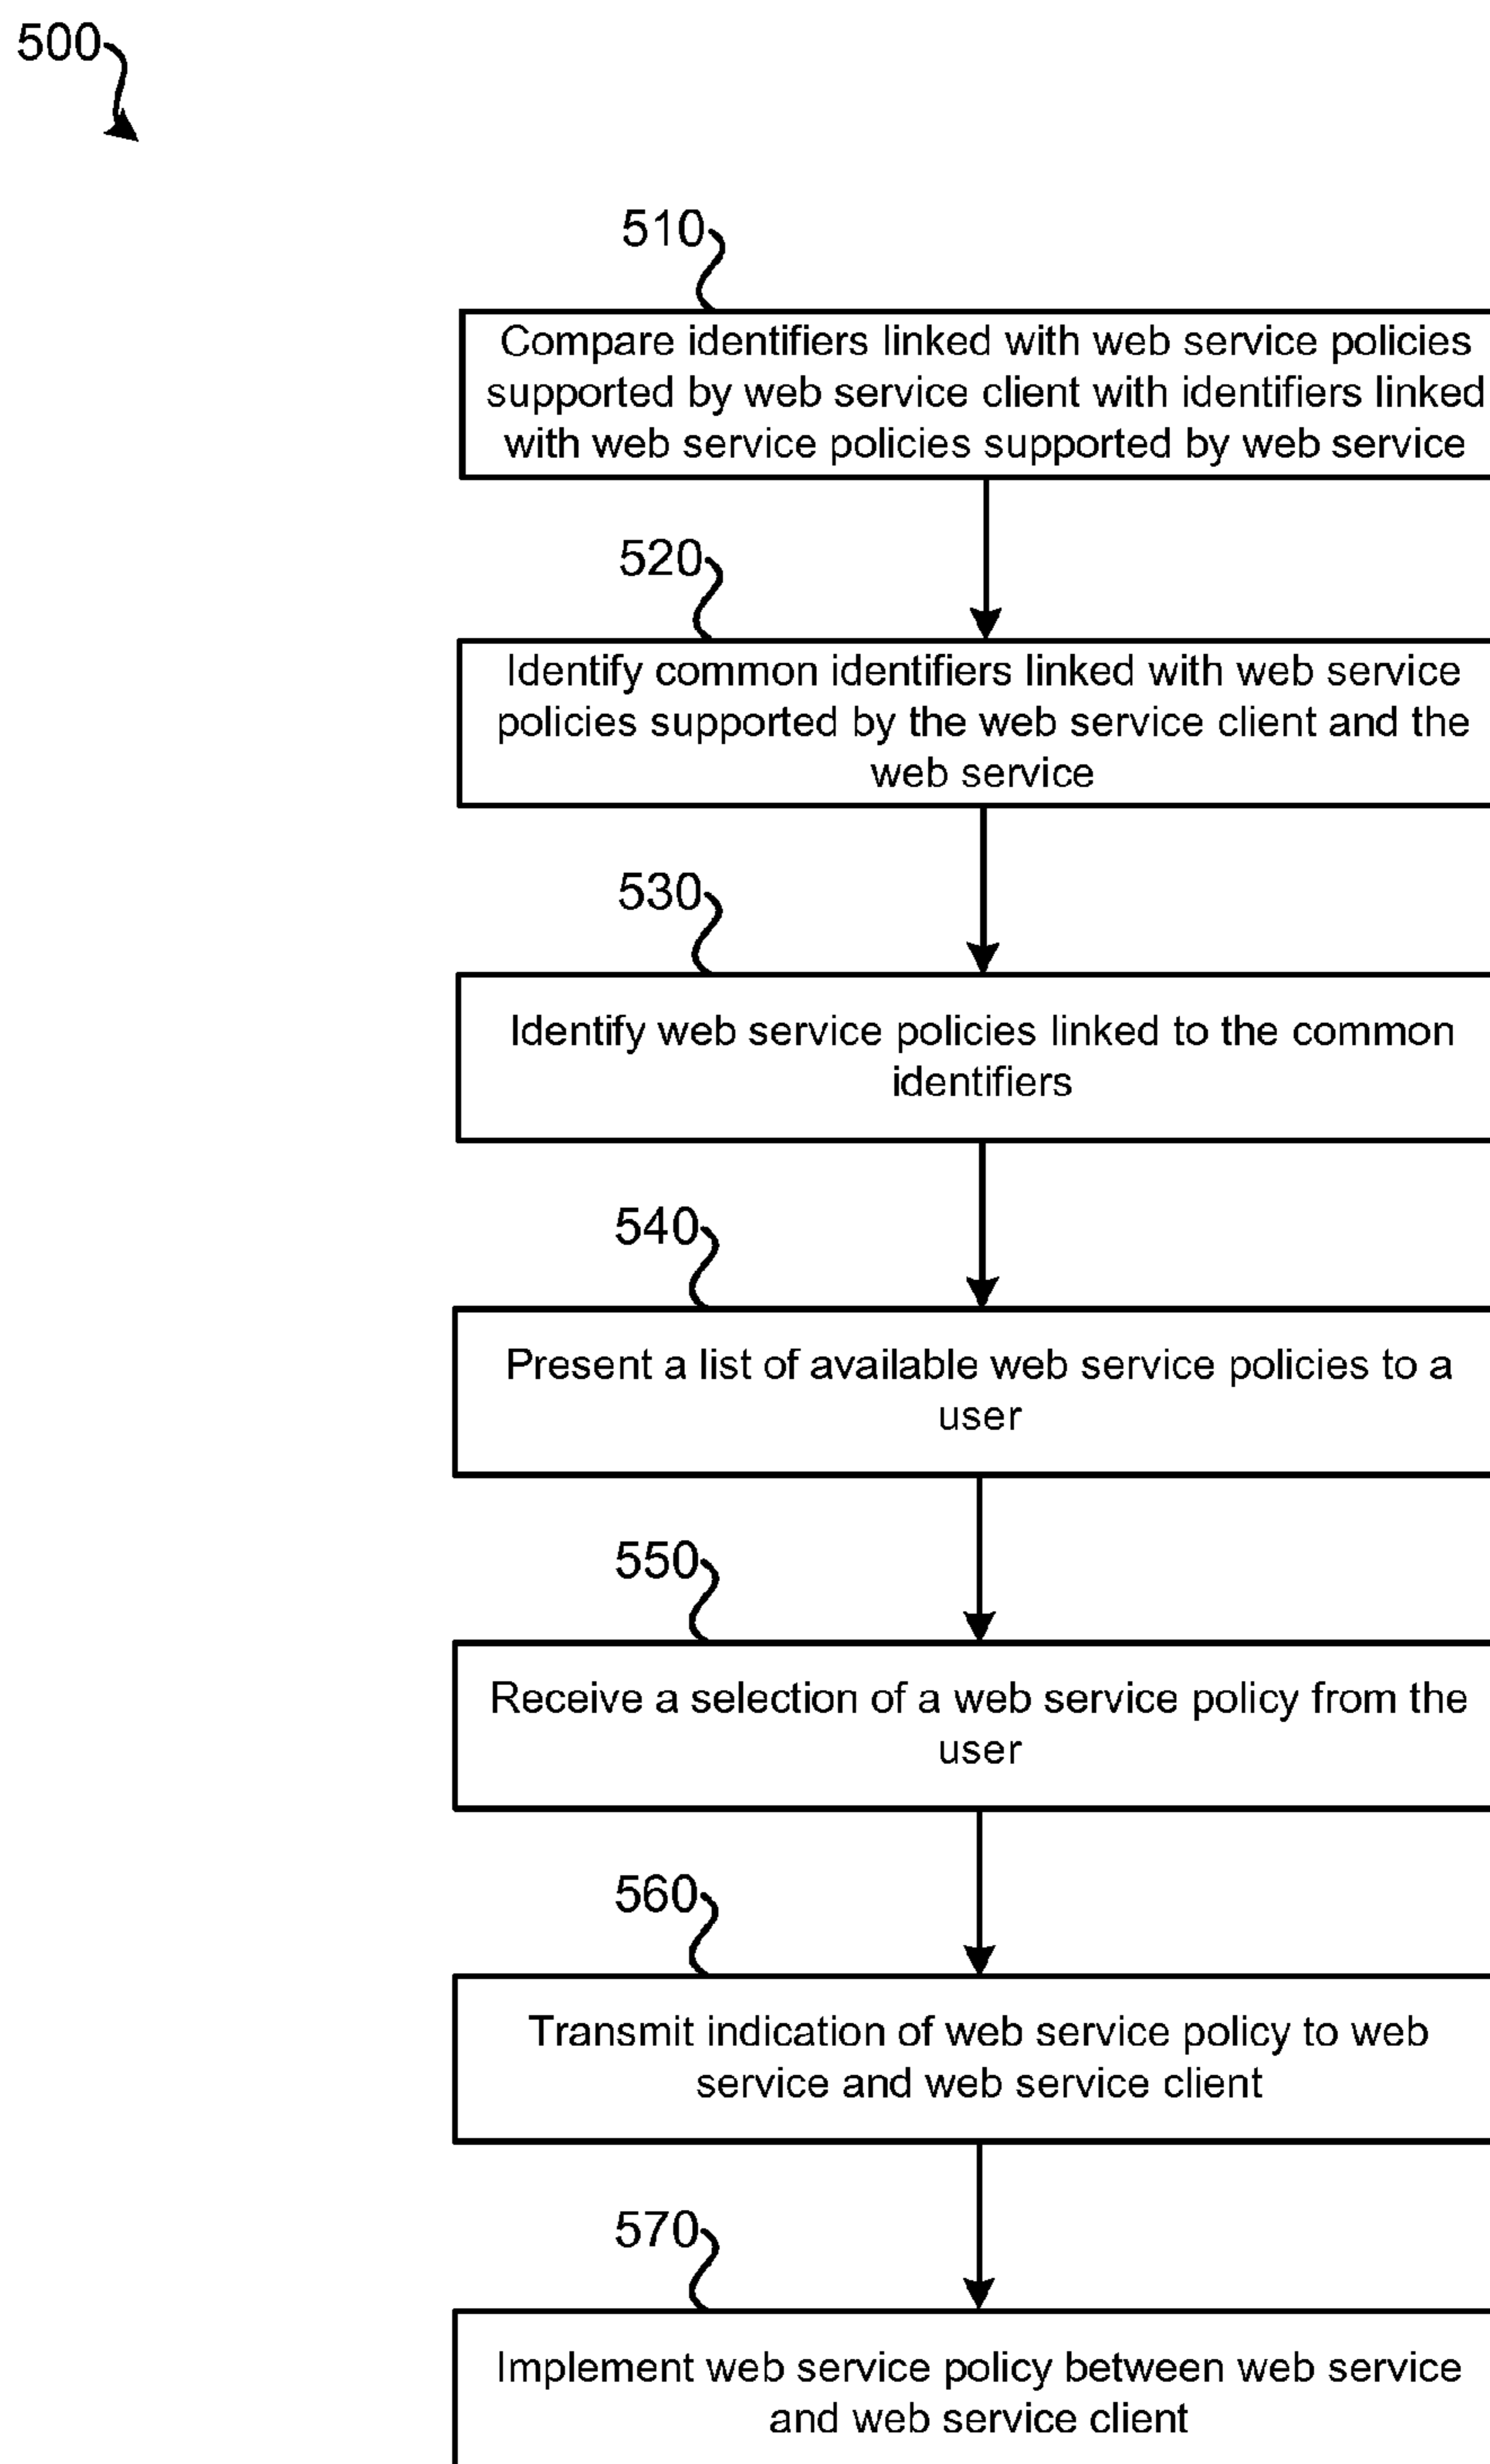 500
510
Compare identifiers linked with web service policies
supported by web service client with identifiers linked
with web service policies supported by web service
520
Identify common identifiers linked with web service
policies supported by the web service client and the
web service
530
Identify web service policies linked to the common
identifiers
540
Present a list of available web service policies to a
user
550
Receive a selection of a web service policy from the
user
560
Transmit indication of web service policy to web
service and web service client
570
Implement web service policy between web service
and web service client